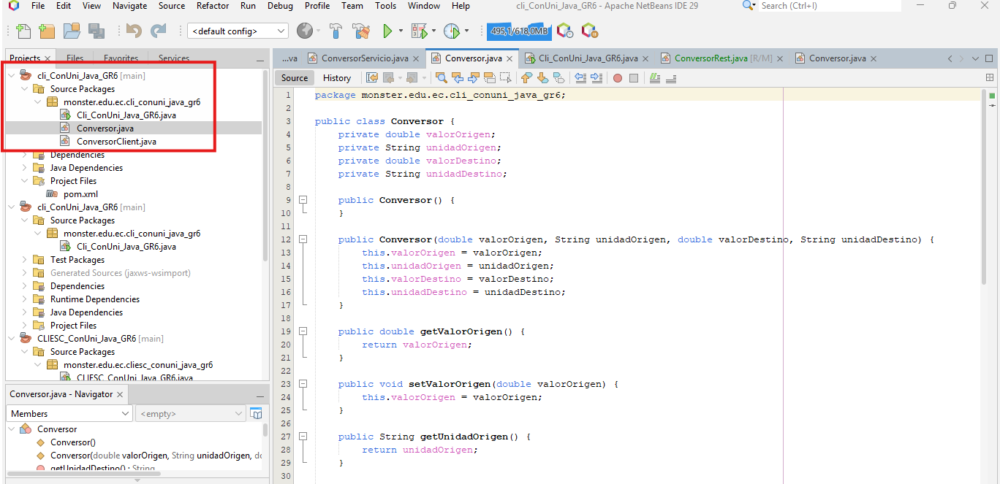 File Edit View Navigate Source Refactor Run Debug Profile Team Tools Window Help cli_ConUni_Java_GR6 - Apache NetBeans IDE 29 Search (Ctrl+I)
<default config> 495,1/618,0MB
Projects Files Favorites Services
cli_ConUni_Java_GR6 [main]
Source Packages
monster.edu.ec.cli_conuni_java_gr6
Cli_ConUni_Java_GR6.java
Conversor.java
ConversorClient.java
Dependencies
Java Dependencies
Project Files
pom.xml
cli_ConUni_Java_GR6 [main]
Source Packages
monster.edu.ec.cli_conuni_java_gr6
Cli_ConUni_Java_GR6.java
Test Packages
Generated Sources (jaxws-wsimport)
Dependencies
Runtime Dependencies
Java Dependencies
Project Files
CLIESC_ConUni_Java_GR6 [main]
Source Packages
monster.edu.ec.cliesc_conuni_java_gr6
CLIESC_ConUni_Java_GR6.java
Conversor.java - Navigator
Members <empty>
Conversor
Conversor()
Conversor(double valorOrigen, String unidadOrigen, dc
getUnidadDestino() : String
...va ConversorServicio.java Conversor.java Cli_ConUni_Java_GR6.java ConversorRest.java [R/M] Conversor.java
Source History
1 package monster.edu.ec.cli_conuni_java_gr6;
2
3 public class Conversor {
4 private double valorOrigen;
5 private String unidadOrigen;
6 private double valorDestino;
7 private String unidadDestino;
8
9 public Conversor() {
10 }
11
12 public Conversor(double valorOrigen, String unidadOrigen, double valorDestino, String unidadDestino) {
13 this.valorOrigen = valorOrigen;
14 this.unidadOrigen = unidadOrigen;
15 this.valorDestino = valorDestino;
16 this.unidadDestino = unidadDestino;
17 }
18
19 public double getValorOrigen() {
20 return valorOrigen;
21 }
22
23 public void setValorOrigen(double valorOrigen) {
24 this.valorOrigen = valorOrigen;
25 }
26
27 public String getUnidadOrigen() {
28 return unidadOrigen;
29 }
30